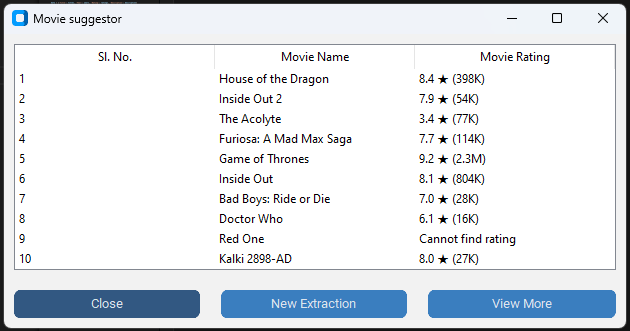 Movie suggestor
Sl. No. Movie Name Movie Rating
1 House of the Dragon 8.4 ★ (398K)
2 Inside Out 2 7.9 ★ (54K)
3 The Acolyte 3.4 ★ (77K)
4 Furiosa: A Mad Max Saga 7.7 ★ (114K)
5 Game of Thrones 9.2 ★ (2.3M)
6 Inside Out 8.1 ★ (804K)
7 Bad Boys: Ride or Die 7.0 ★ (28K)
8 Doctor Who 6.1 ★ (16K)
9 Red One Cannot find rating
10 Kalki 2898-AD 8.0 ★ (27K)
Close New Extraction View More